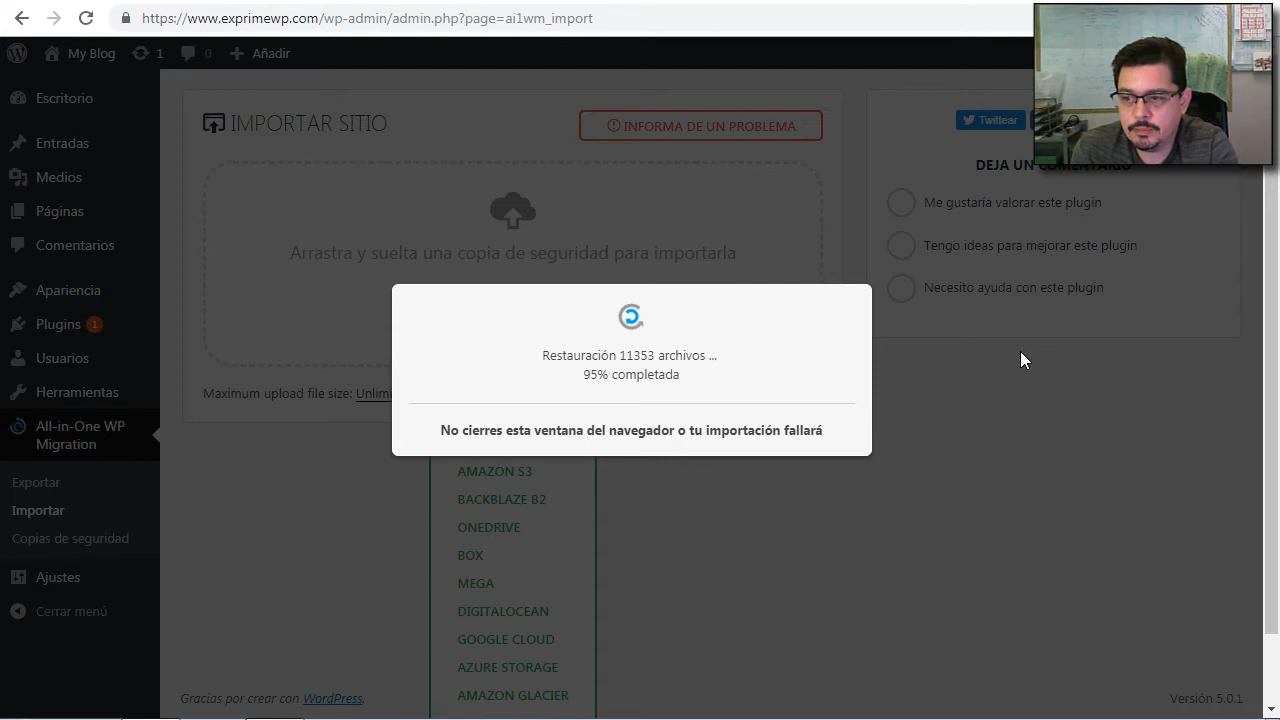 https://www.exprimewp.com/wp-admin/admin.php?page=ai1wm_import
My Blog 1 0 Añadir
Escritorio
Entradas
Medios
Páginas
Comentarios
Apariencia
Plugins 1
Usuarios
Herramientas
All-in-One WP
Migration
Exportar
Importar
Copias de seguridad
Ajustes
Cerrar menú
IMPORTAR SITIO
INFORMA DE UN PROBLEMA
Arrastra y suelta una copia de seguridad para importarla
Maximum upload file size: Unlimi
Restauración 11353 archivos ...
95% completada
No cierres esta ventana del navegador o tu importación fallará
AMAZON S3
BACKBLAZE B2
ONEDRIVE
BOX
MEGA
DIGITALOCEAN
GOOGLE CLOUD
AZURE STORAGE
AMAZON GLACIER
Twittear
DEJA UN COMENTARIO
Me gustaría valorar este plugin
Tengo ideas para mejorar este plugin
Necesito ayuda con este plugin
Gracias por crear con WordPress.
Versión 5.0.1